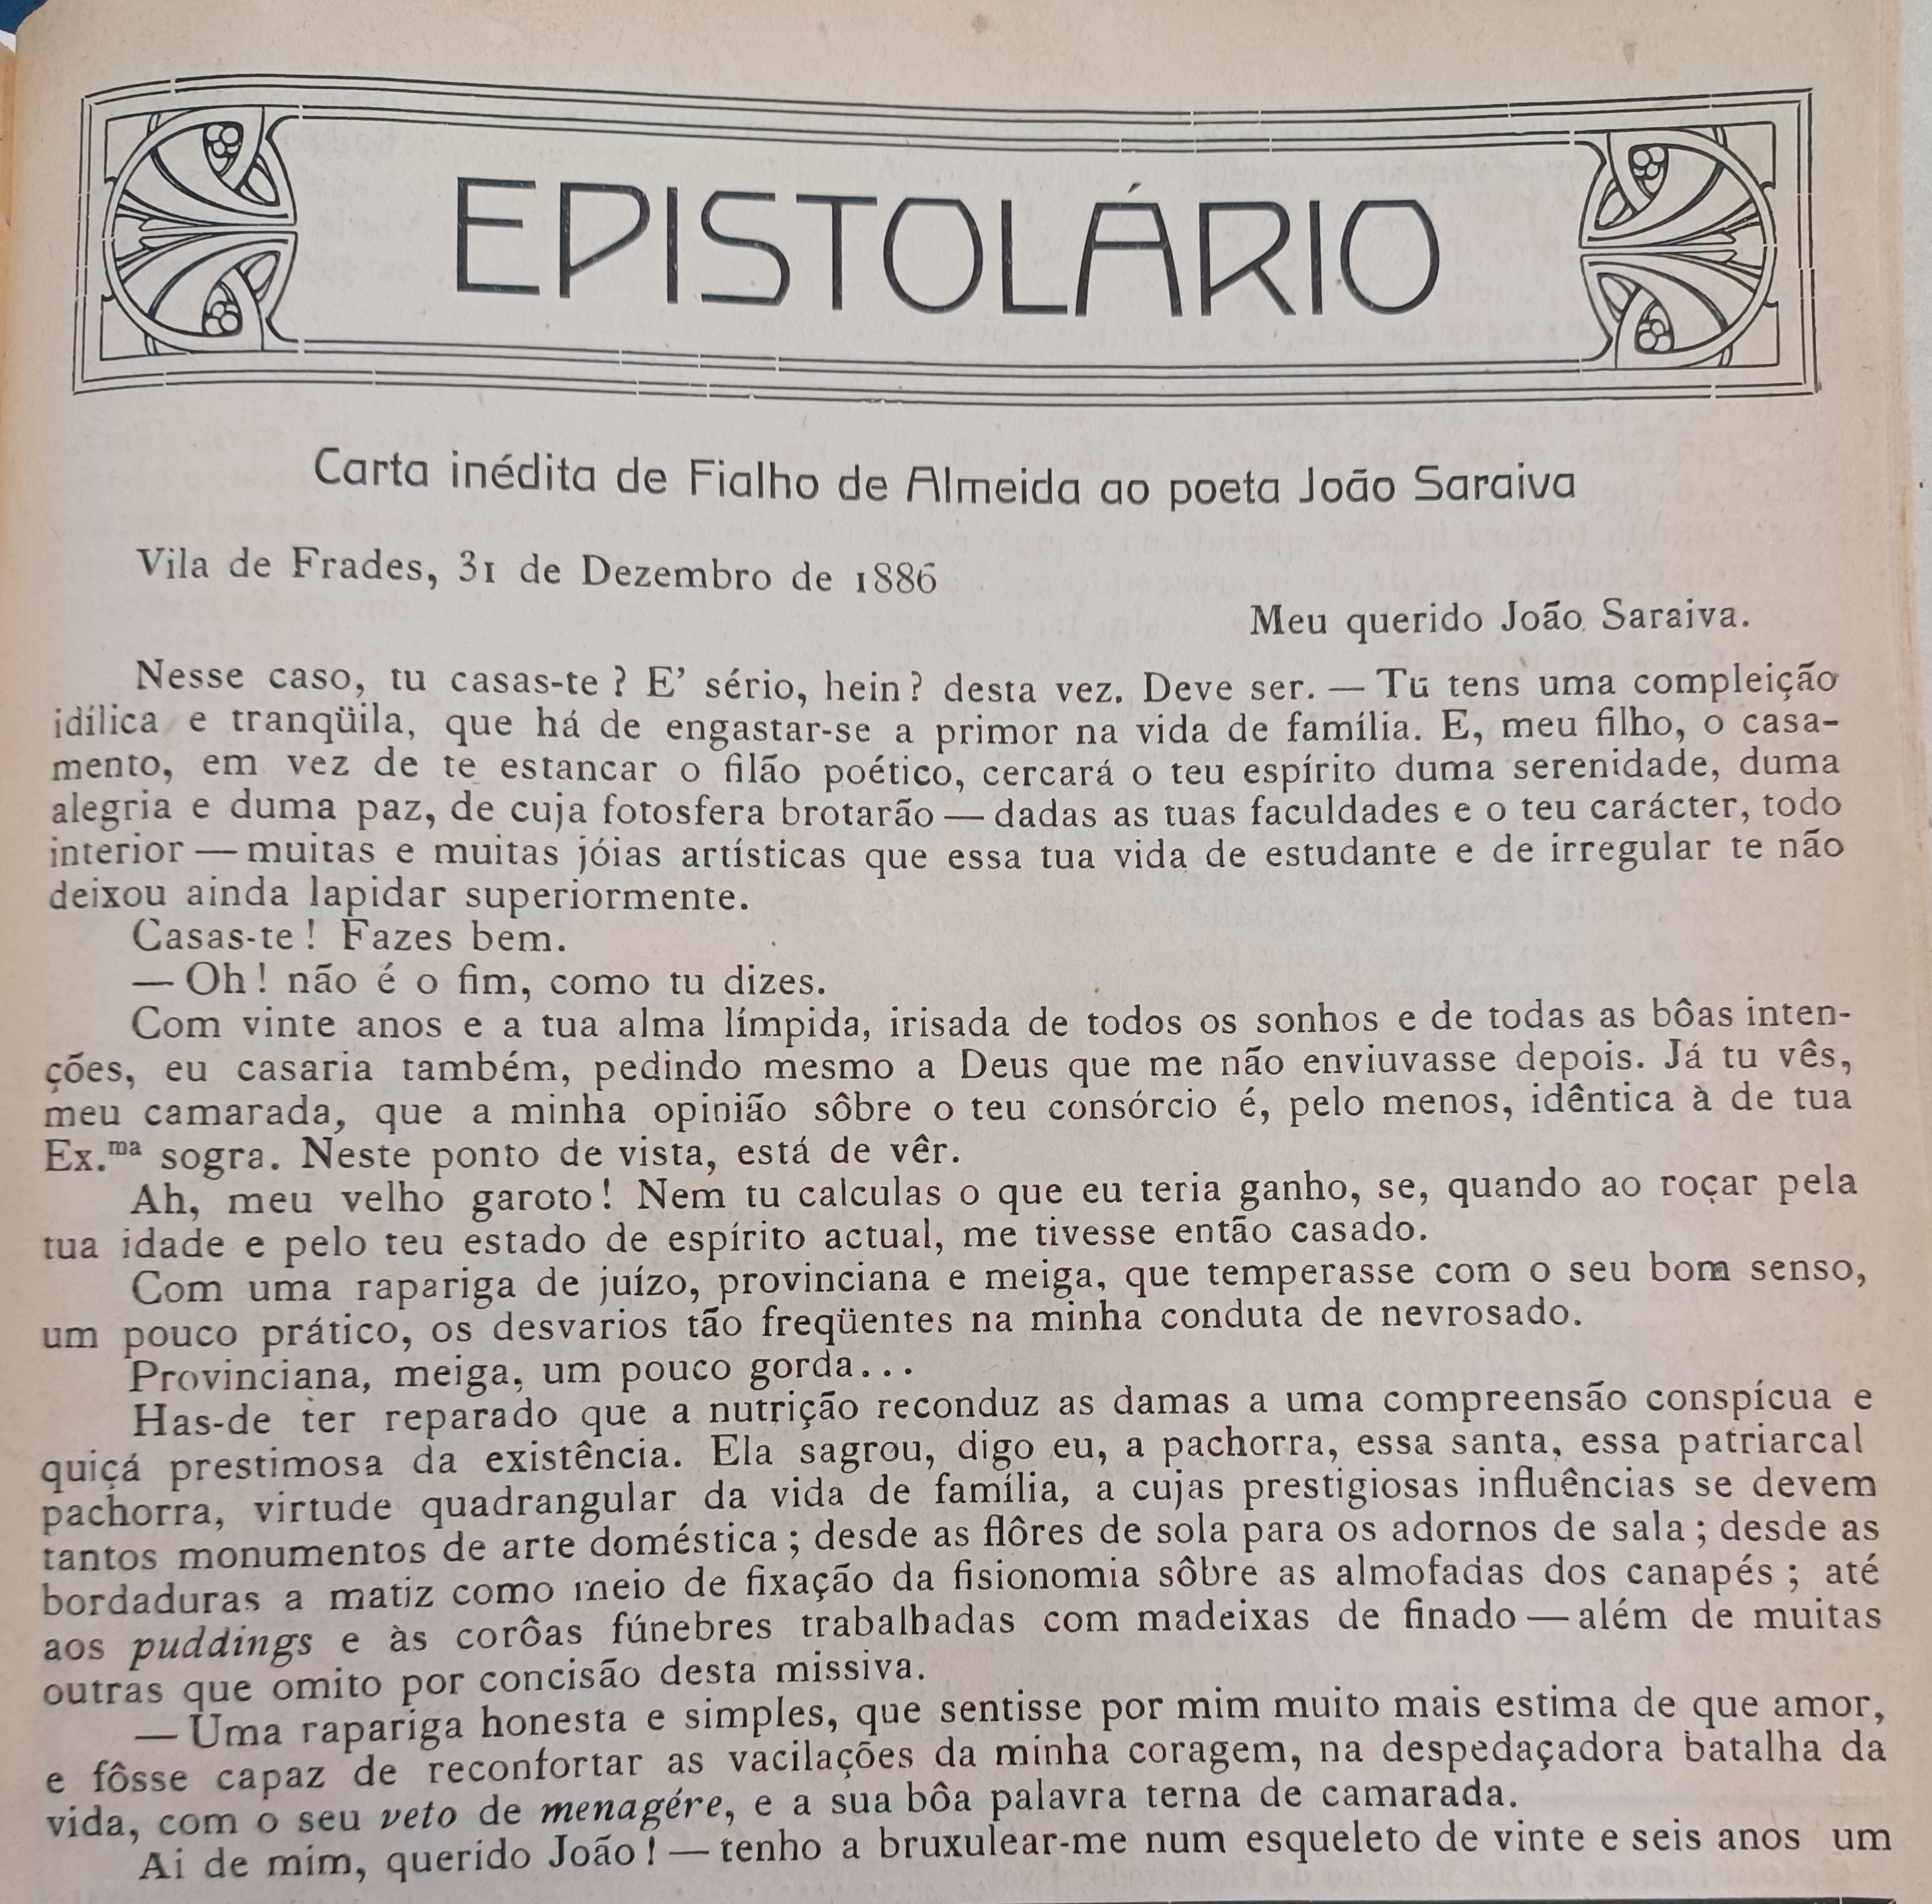 EPISTOLÁRIO
Carta inédita de Fialho de Almeida ao poeta João Saraiva
Vila de Frades, 31 de Dezembro de 1886
Meu querido João Saraiva.
Nesse caso, tu casas-te? E' sério, hein? desta vez. Deve ser. — Tu tens uma compleição
idílica e tranqüila, que há de engastar-se a primor na vida de família. E, meu filho, o casa-
mento, em vez de te estancar o filão poético, cercará o teu espírito duma serenidade, duma
alegria e duma paz, de cuja fotosfera brotarão — dadas as tuas faculdades e o teu carácter, todo
interior — muitas e muitas jóias artísticas que essa tua vida de estudante e de irregular te não
deixou ainda lapidar superiormente.
Casas-te! Fazes bem.
— Oh! não é o fim, como tu dizes.
Com vinte anos e a tua alma límpida, irisada de todos os sonhos e de todas as bôas inten-
ções, eu casaria também, pedindo mesmo a Deus que me não enviuvasse depois. Já tu vês,
meu camarada, que a minha opinião sôbre o teu consórcio é, pelo menos, idêntica à de tua
Ex.ma sogra. Neste ponto de vista, está de vêr.
Ah, meu velho garoto! Nem tu calculas o que eu teria ganho, se, quando ao roçar pela
tua idade e pelo teu estado de espírito actual, me tivesse então casado.
Com uma rapariga de juízo, provinciana e meiga, que temperasse com o seu bom senso,
um pouco prático, os desvarios tão freqüentes na minha conduta de nevrosado.
Provinciana, meiga, um pouco gorda...
Has-de ter reparado que a nutrição reconduz as damas a uma compreensão conspícua e
quiçá prestimosa da existência. Ela sagrou, digo eu, a pachorra, essa santa, essa patriarcal
pachorra, virtude quadrangular da vida de família, a cujas prestigiosas influências se devem
tantos monumentos de arte doméstica; desde as flôres de sola para os adornos de sala; desde as
bordaduras a matiz como meio de fixação da fisionomia sôbre as almofadas dos canapés; até
aos puddings e às corôas fúnebres trabalhadas com madeixas de finado — além de muitas
outras que omito por concisão desta missiva.
— Uma rapariga honesta e simples, que sentisse por mim muito mais estima de que amor,
e fôsse capaz de reconfortar as vacilações da minha coragem, na despedaçadora batalha da
vida, com o seu veto de menagére, e a sua bôa palavra terna de camarada.
Ai de mim, querido João! — tenho a bruxulear-me num esqueleto de vinte e seis anos um